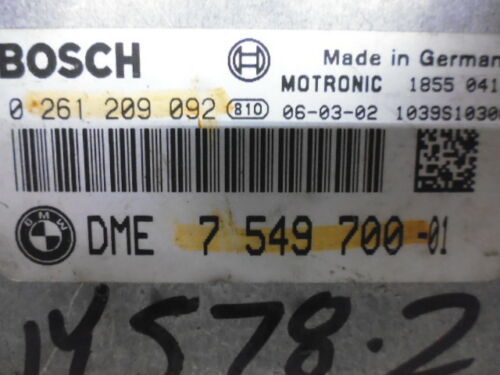 BOSCH
Made in German
MOTRONIC 1855 041
0 261 209 092 810 06-03-02 1039S1030
BMW DME 7 549 700-01
14578.2